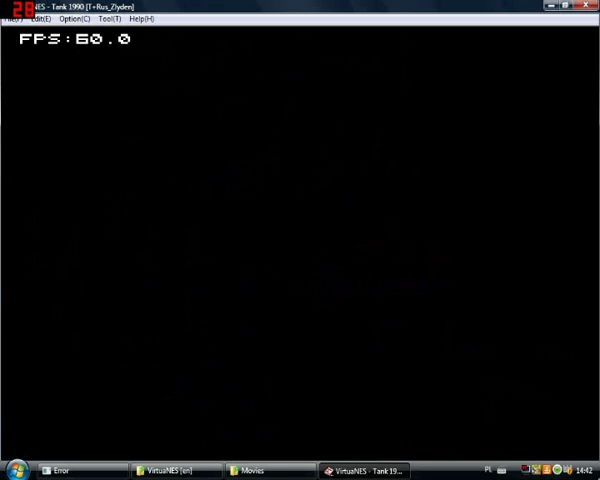 28
NES - Tank 1990 [T+Rus_Zlyden]
Edit(E) Option(C) Tool(T) Help(H)
FPS:60.0
Error
VirtuaNES [en]
Movies
VirtuaNES - Tank 19...
PL
14:42